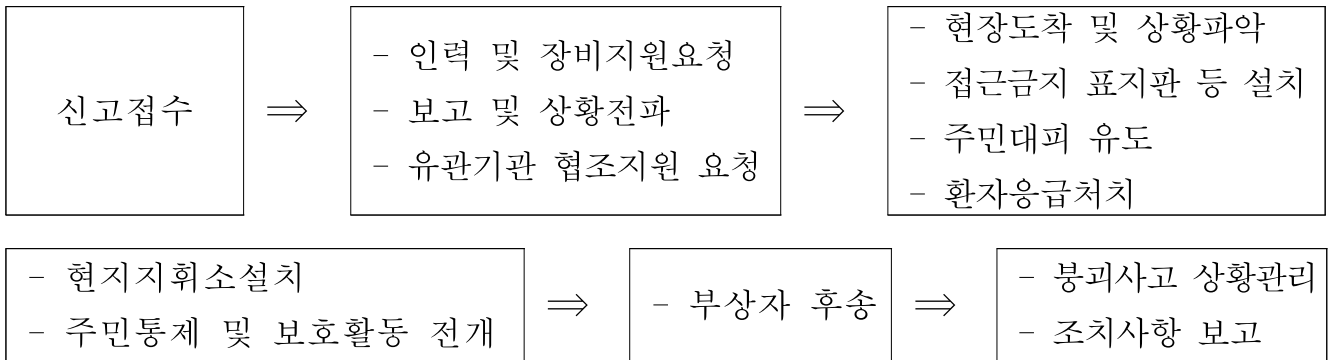 신고접수
⇒
- 인력 및 장비지원요청
- 보고 및 상황전파
- 유관기관 협조지원 요청
⇒
- 현장도착 및 상황파악
- 접근금지 표지판 등 설치
- 주민대피 유도
- 환자응급처치
- 현지지휘소설치
- 주민통제 및 보호활동 전개
⇒
- 부상자 후송
⇒
- 붕괴사고 상황관리
- 조치사항 보고